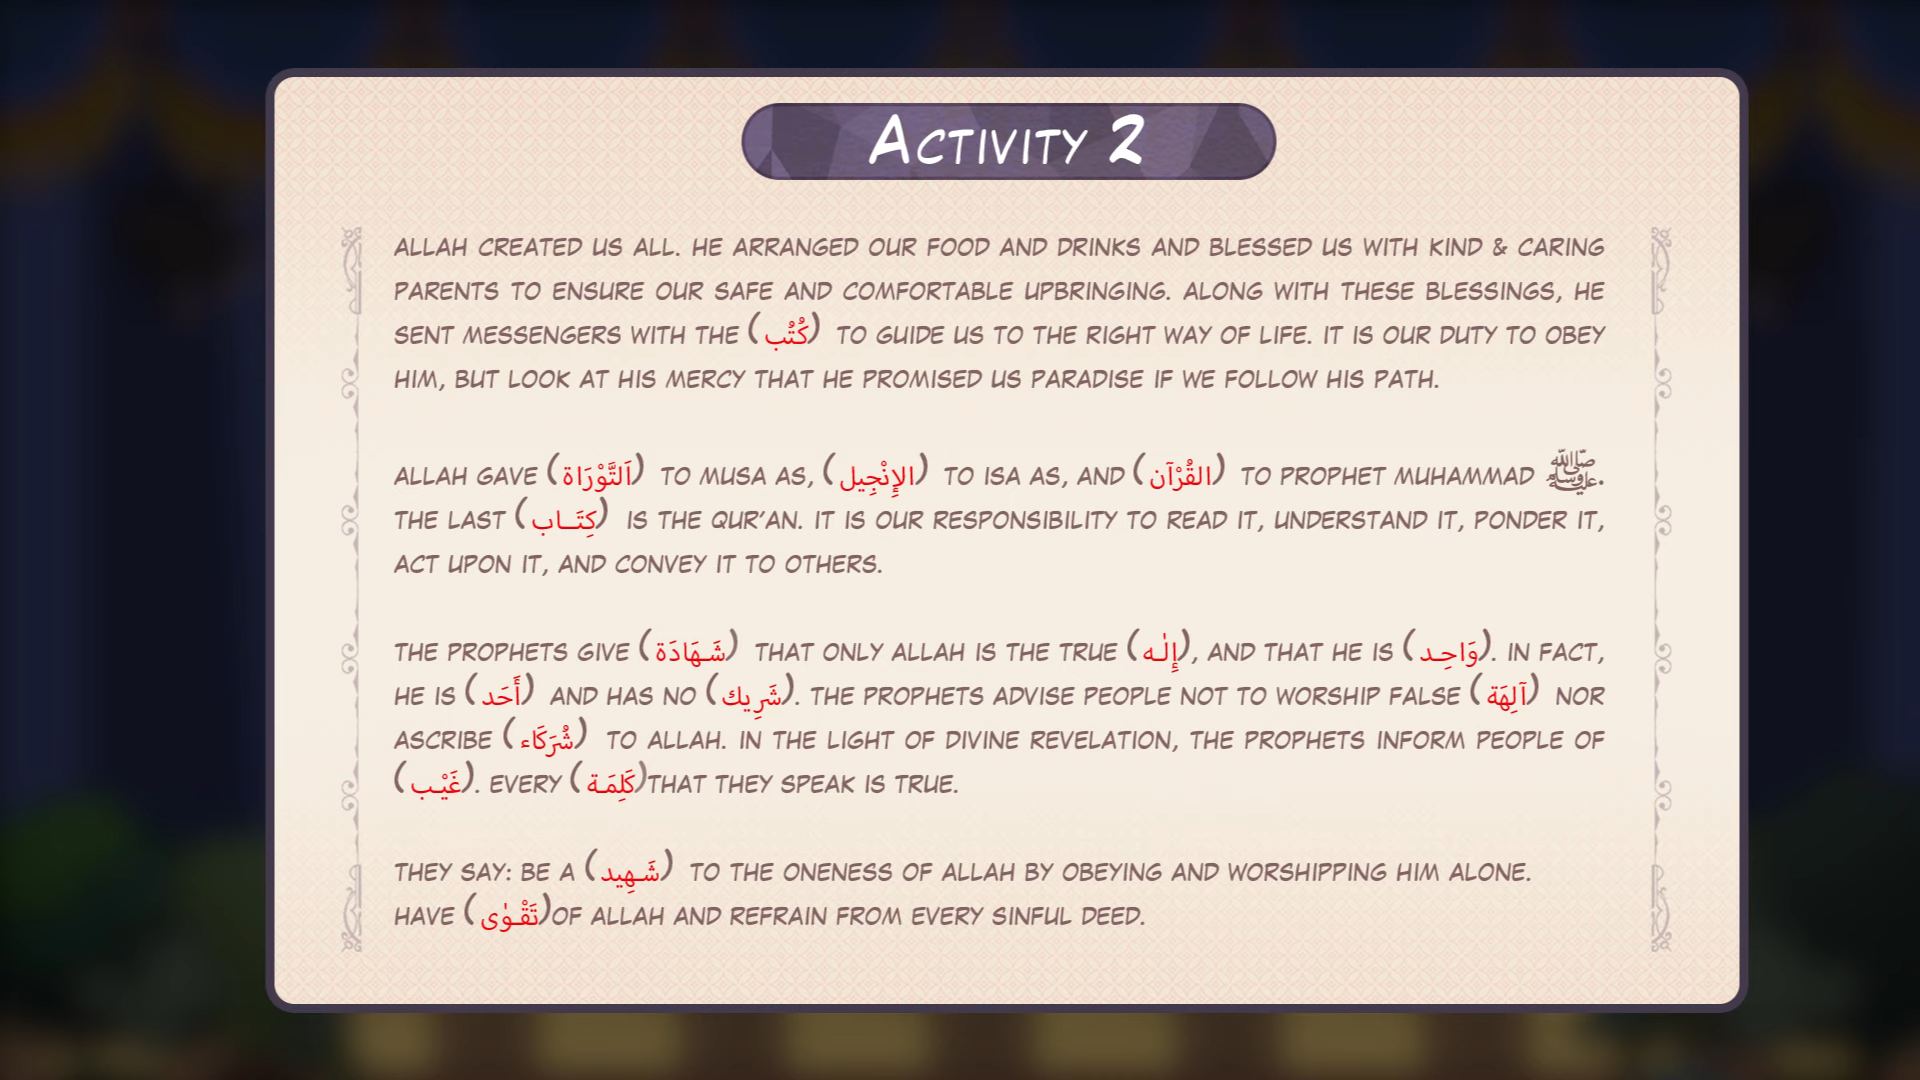 ACTIVITY 2
ALLAH CREATED US ALL. HE ARRANGED OUR FOOD AND DRINKS AND BLESSED US WITH KIND & CARING
PARENTS TO ENSURE OUR SAFE AND COMFORTABLE UPBRINGING. ALONG WITH THESE BLESSINGS, HE
SENT MESSENGERS WITH THE (كُتُب) TO GUIDE US TO THE RIGHT WAY OF LIFE. IT IS OUR DUTY TO OBEY
HIM, BUT LOOK AT HIS MERCY THAT HE PROMISED US PARADISE IF WE FOLLOW HIS PATH.
ALLAH GAVE (اَلتَّوْرَاة) TO MUSA AS, (الإِنْجِيل) TO ISA AS, AND (القُرْآن) TO PROPHET MUHAMMAD ﷺ.
THE LAST (كِتَـاب) IS THE QUR'AN. IT IS OUR RESPONSIBILITY TO READ IT, UNDERSTAND IT, PONDER IT,
ACT UPON IT, AND CONVEY IT TO OTHERS.
THE PROPHETS GIVE (شَـهَادَة) THAT ONLY ALLAH IS THE TRUE (إِلٰـه), AND THAT HE IS (وَاحِـد). IN FACT,
HE IS (أَحَد) AND HAS NO (شَرِيك). THE PROPHETS ADVISE PEOPLE NOT TO WORSHIP FALSE (آلِهَة) NOR
ASCRIBE (شُرَكَاء) TO ALLAH. IN THE LIGHT OF DIVINE REVELATION, THE PROPHETS INFORM PEOPLE OF
(غَيْـب). EVERY (كَلِمَـة)THAT THEY SPEAK IS TRUE.
THEY SAY: BE A (شَـهِيد) TO THE ONENESS OF ALLAH BY OBEYING AND WORSHIPPING HIM ALONE.
HAVE (تَقْـوٰى)OF ALLAH AND REFRAIN FROM EVERY SINFUL DEED.